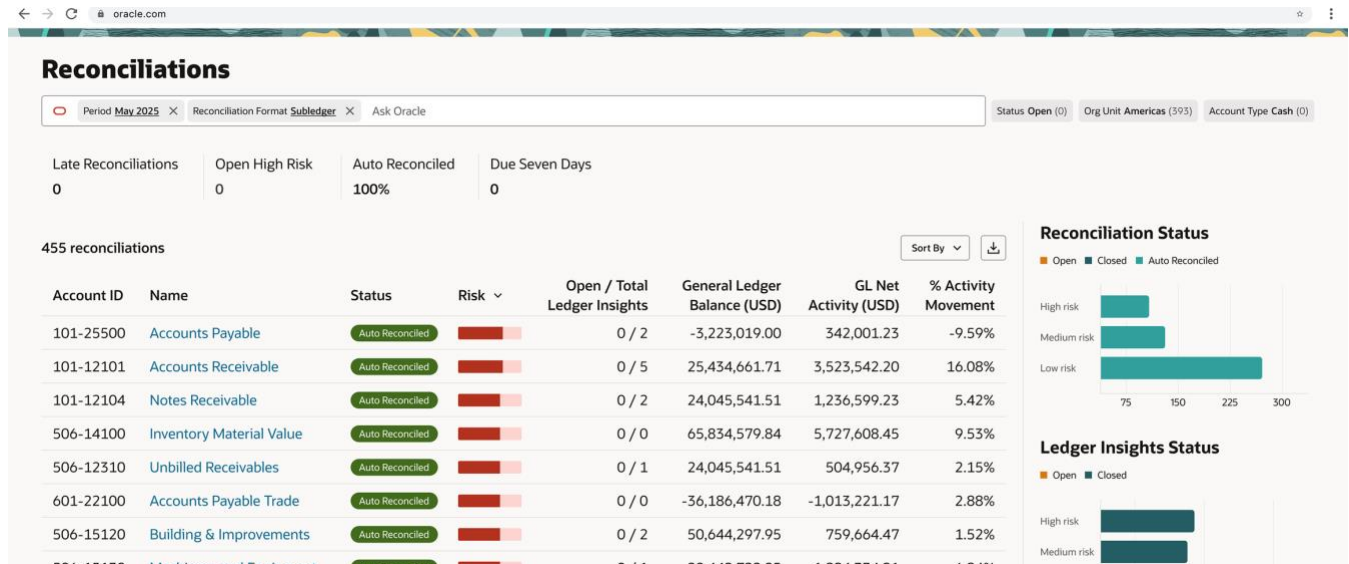 oracle.com
Reconciliations
Period May 2025 Reconciliation Format Subledger Ask Oracle Status Open (0) Org Unit Americas (393) Account Type Cash (0)
Late Reconciliations Open High Risk Auto Reconciled Due Seven Days
0 0 100% 0
455 reconciliations
Sort By
Account ID Name Status Risk Open / Total Ledger Insights General Ledger Balance (USD) GL Net Activity (USD) % Activity Movement
101-25500 Accounts Payable Auto Reconciled 0 / 2 -3,223,019.00 342,001.23 -9.59%
101-12101 Accounts Receivable Auto Reconciled 0 / 5 25,434,661.71 3,523,542.20 16.08%
101-12104 Notes Receivable Auto Reconciled 0 / 2 24,045,541.51 1,236,599.23 5.42%
506-14100 Inventory Material Value Auto Reconciled 0 / 0 65,834,579.84 5,727,608.45 9.53%
506-12310 Unbilled Receivables Auto Reconciled 0 / 1 24,045,541.51 504,956.37 2.15%
601-22100 Accounts Payable Trade Auto Reconciled 0 / 0 -36,186,470.18 -1,013,221.17 2.88%
506-15120 Building & Improvements Auto Reconciled 0 / 2 50,644,297.95 759,664.47 1.52%
Reconciliation Status
Open Closed Auto Reconciled
High risk
Medium risk
Low risk
75 150 225 300
Ledger Insights Status
Open Closed
High risk
Medium risk